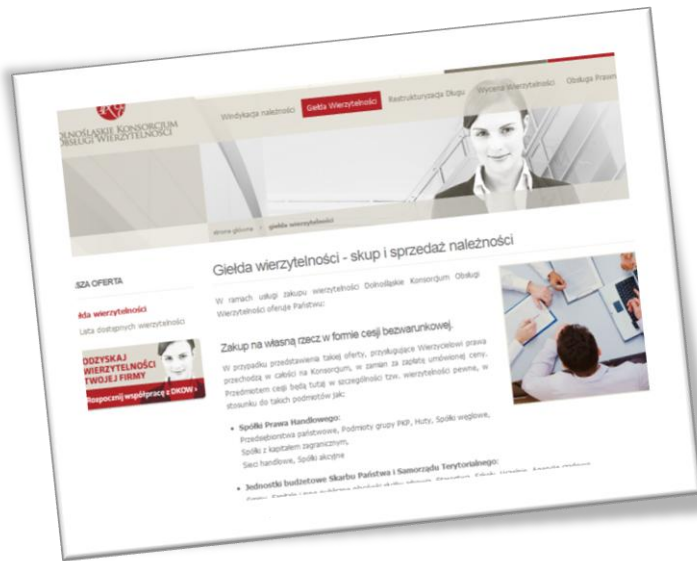 OLNOŚLĄSKIE KONSORCJUM
OBSŁUGI WIERZYTELNOŚCI
Windykacja należności
Giełda Wierzytelności
Restrukturyzacja Długu
Wycena Wierzytelności
Obsługa Prawn
strona główna / giełda wierzytelności
SZA OFERTA
łda wierzytelności
Lista dostępnych wierzytelności
ODZYSKAJ
WIERZYTELNOŚCI
TWOJEJ FIRMY
Rozpocznij współpracę z DKOW »
Giełda wierzytelności - skup i sprzedaż należności
W ramach usługi zakupu wierzytelności Dolnośląskie Konsorcjum Obsługi
Wierzytelności oferuje Państwu:
Zakup na własną rzecz w formie cesji bezwarunkowej.
W przypadku przedstawienia takiej oferty, przysługujące Wierzycielowi prawa
przechodzą w całości na Konsorcjum, w zamian za zapłatę umówionej ceny.
Przedmiotem cesji będą tutaj w szczególności tzw. wierzytelności pewne, w
stosunku do takich podmiotów jak:
• Spółki Prawa Handlowego:
Przedsiębiorstwa państwowe, Podmioty grupy PKP, Huty, Spółki węglowe,
Spółki z kapitałem zagranicznym,
Sieci handlowe, Spółki akcyjne
• Jednostki budżetowe Skarbu Państwa i Samorządu Terytorialnego: